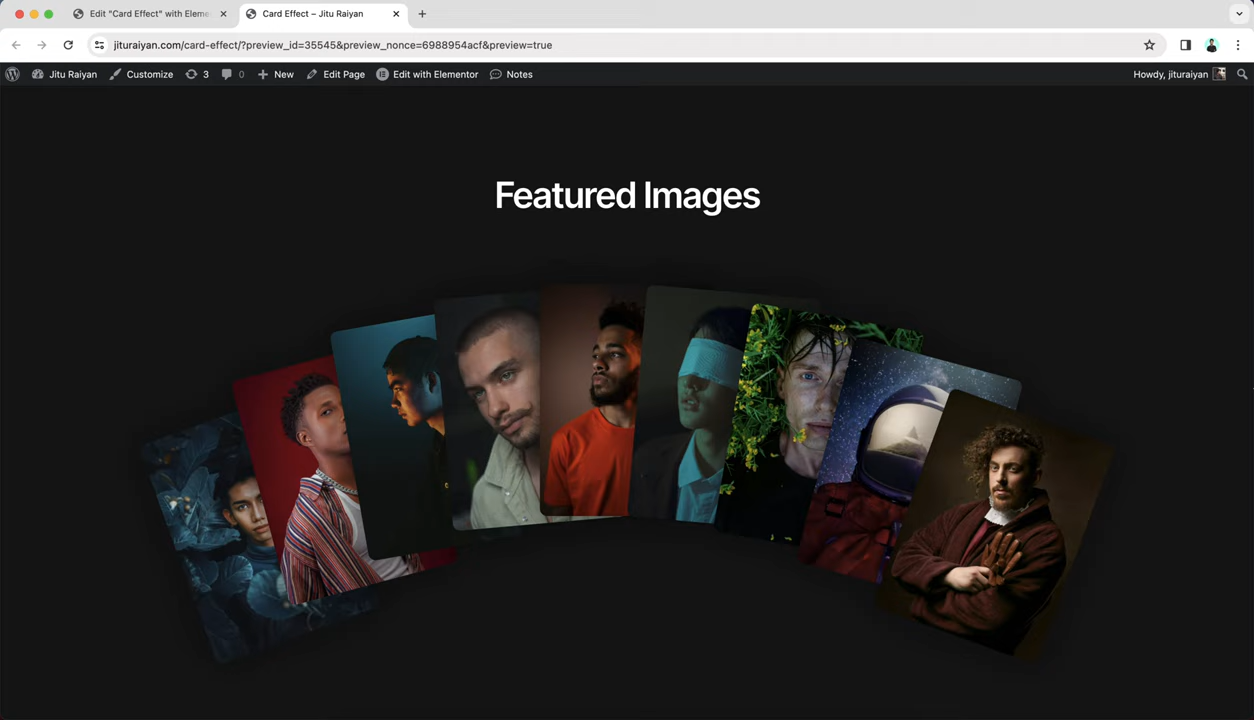 Edit "Card Effect" with Eleme
Card Effect – Jitu Raiyan
jituraiyan.com/card-effect/?preview_id=35545&preview_nonce=6988954acf&preview=true
Jitu Raiyan
Customize
3
0
New
Edit Page
Edit with Elementor
Notes
Howdy, jituraiyan
Featured Images